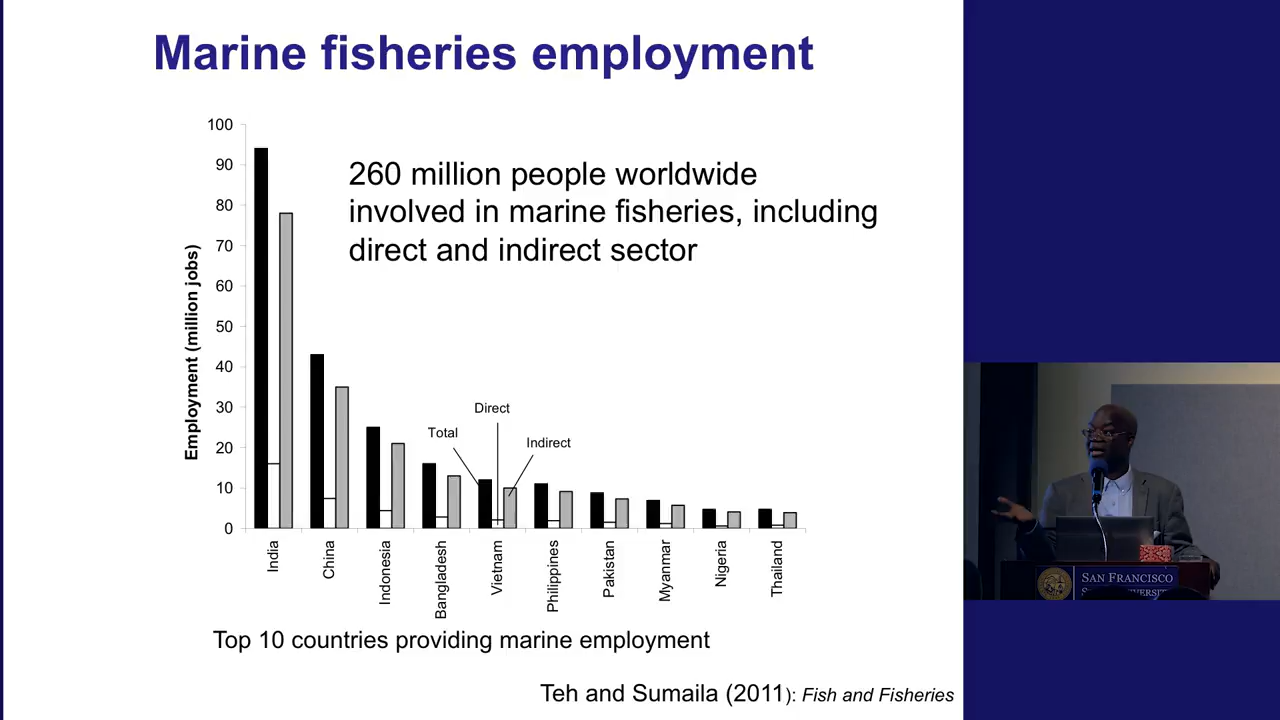 Marine fisheries employment
260 million people worldwide
involved in marine fisheries, including
direct and indirect sector
Employment (million jobs)
100
90
80
70
60
50
40
30
20
10
0
Total
Direct
Indirect
India
China
Indonesia
Bangladesh
Vietnam
Philippines
Pakistan
Myanmar
Nigeria
Thailand
Top 10 countries providing marine employment
Teh and Sumaila (2011): Fish and Fisheries
SAN FRANCISCO